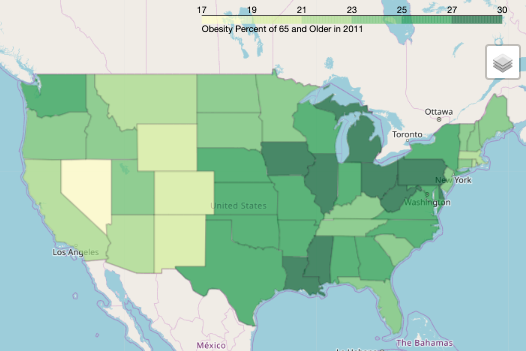 17 19 21 23 25 27 30
Obesity Percent of 65 and Older in 2011
Ottawa
Toronto
New York
Washington
United States
Los Angeles
México
The Bahamas